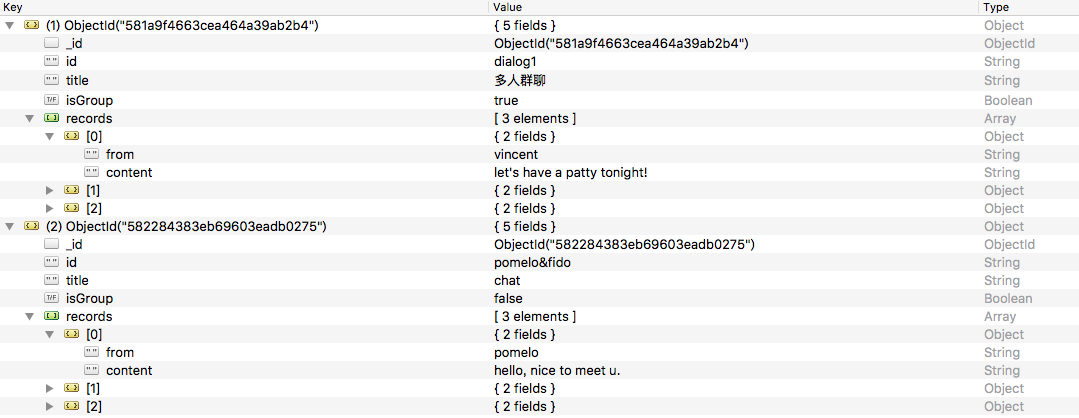 Key Value Type
(1) ObjectId("581a9f4663cea464a39ab2b4") { 5 fields } Object
_id ObjectId("581a9f4663cea464a39ab2b4") ObjectId
" " id dialog1 String
" " title 多人群聊 String
T/F isGroup true Boolean
records [ 3 elements ] Array
[0] { 2 fields } Object
" " from vincent String
" " content let's have a patty tonight! String
[1] { 2 fields } Object
[2] { 2 fields } Object
(2) ObjectId("582284383eb69603eadb0275") { 5 fields } Object
_id ObjectId("582284383eb69603eadb0275") ObjectId
" " id pomelo&fido String
" " title chat String
T/F isGroup false Boolean
records [ 3 elements ] Array
[0] { 2 fields } Object
" " from pomelo String
" " content hello, nice to meet u. String
[1] { 2 fields } Object
[2] { 2 fields } Object